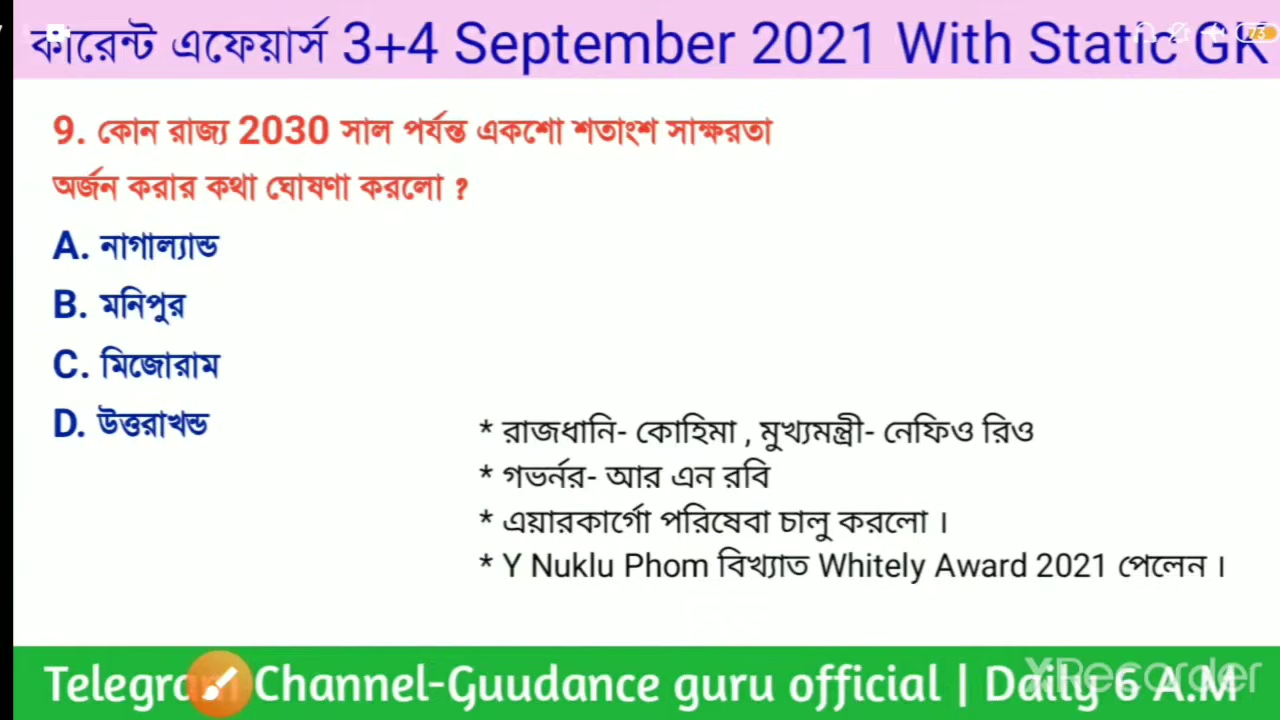 কারেন্ট এফেয়ার্স 3+4 September 2021 With Static GK
9. কোন রাজ্য 2030 সাল পর্যন্ত একশো শতাংশ সাক্ষরতা
অর্জন করার কথা ঘোষণা করলো ?
A. নাগাল্যান্ড
B. মনিপুর
C. মিজোরাম
D. উত্তরাখন্ড
* রাজধানি- কোহিমা , মুখ্যমন্ত্রী- নেফিও রিও
* গভর্নর- আর এন রবি
* এয়ারকার্গো পরিষেবা চালু করলো ।
* Y Nuklu Phom বিখ্যাত Whitely Award 2021 পেলেন ।
Channel-Guudance guru official | Daily 6 A.M
XRecorder
73